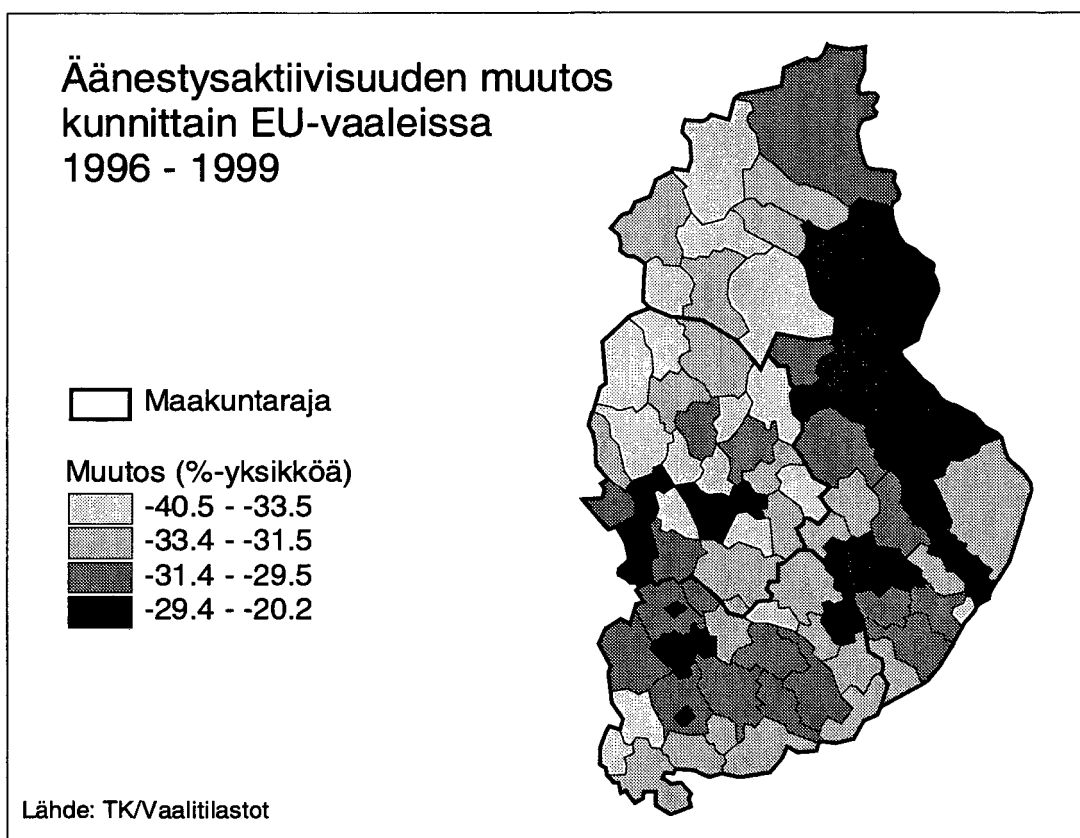 Äänestysaktiivisuuden muutos
kunnittain EU-vaaleissa
1996 - 1999
Maakuntaraja
Muutos (%-yksikköä)
-40.5 - -33.5
-33.4 - -31.5
-31.4 - -29.5
-29.4 - -20.2
Lähde: TK/Vaalitilastot